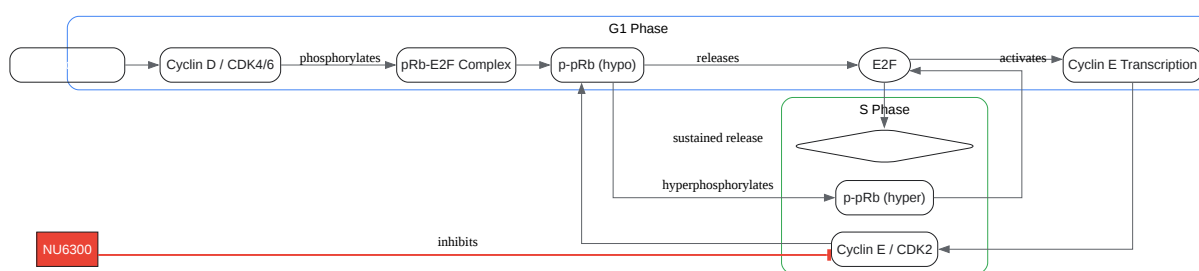 G1 Phase
Cyclin D / CDK4/6
phosphorylates
pRb-E2F Complex
p-pRb (hypo)
releases
E2F
activates
Cyclin E Transcription
S Phase
sustained release
hyperphosphorylates
p-pRb (hyper)
NU6300
inhibits
Cyclin E / CDK2